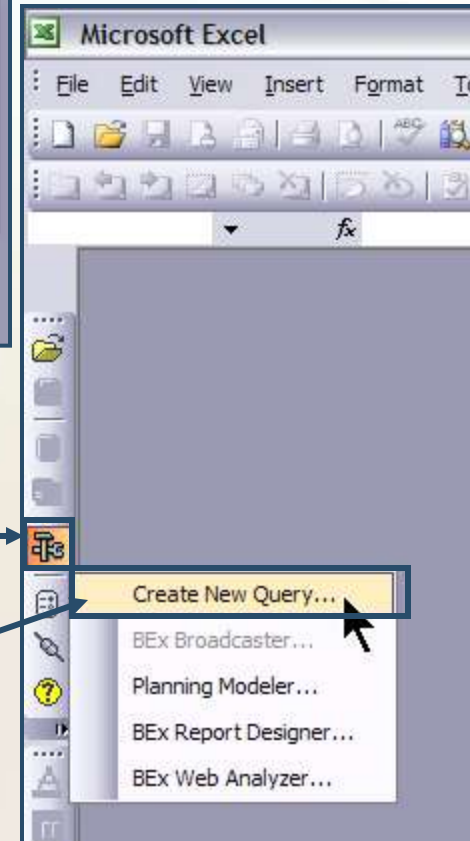 Microsoft Excel
File Edit View Insert Format
ABC
fx
Create New Query...
BEx Broadcaster...
Planning Modeler...
BEx Report Designer...
BEx Web Analyzer...
A